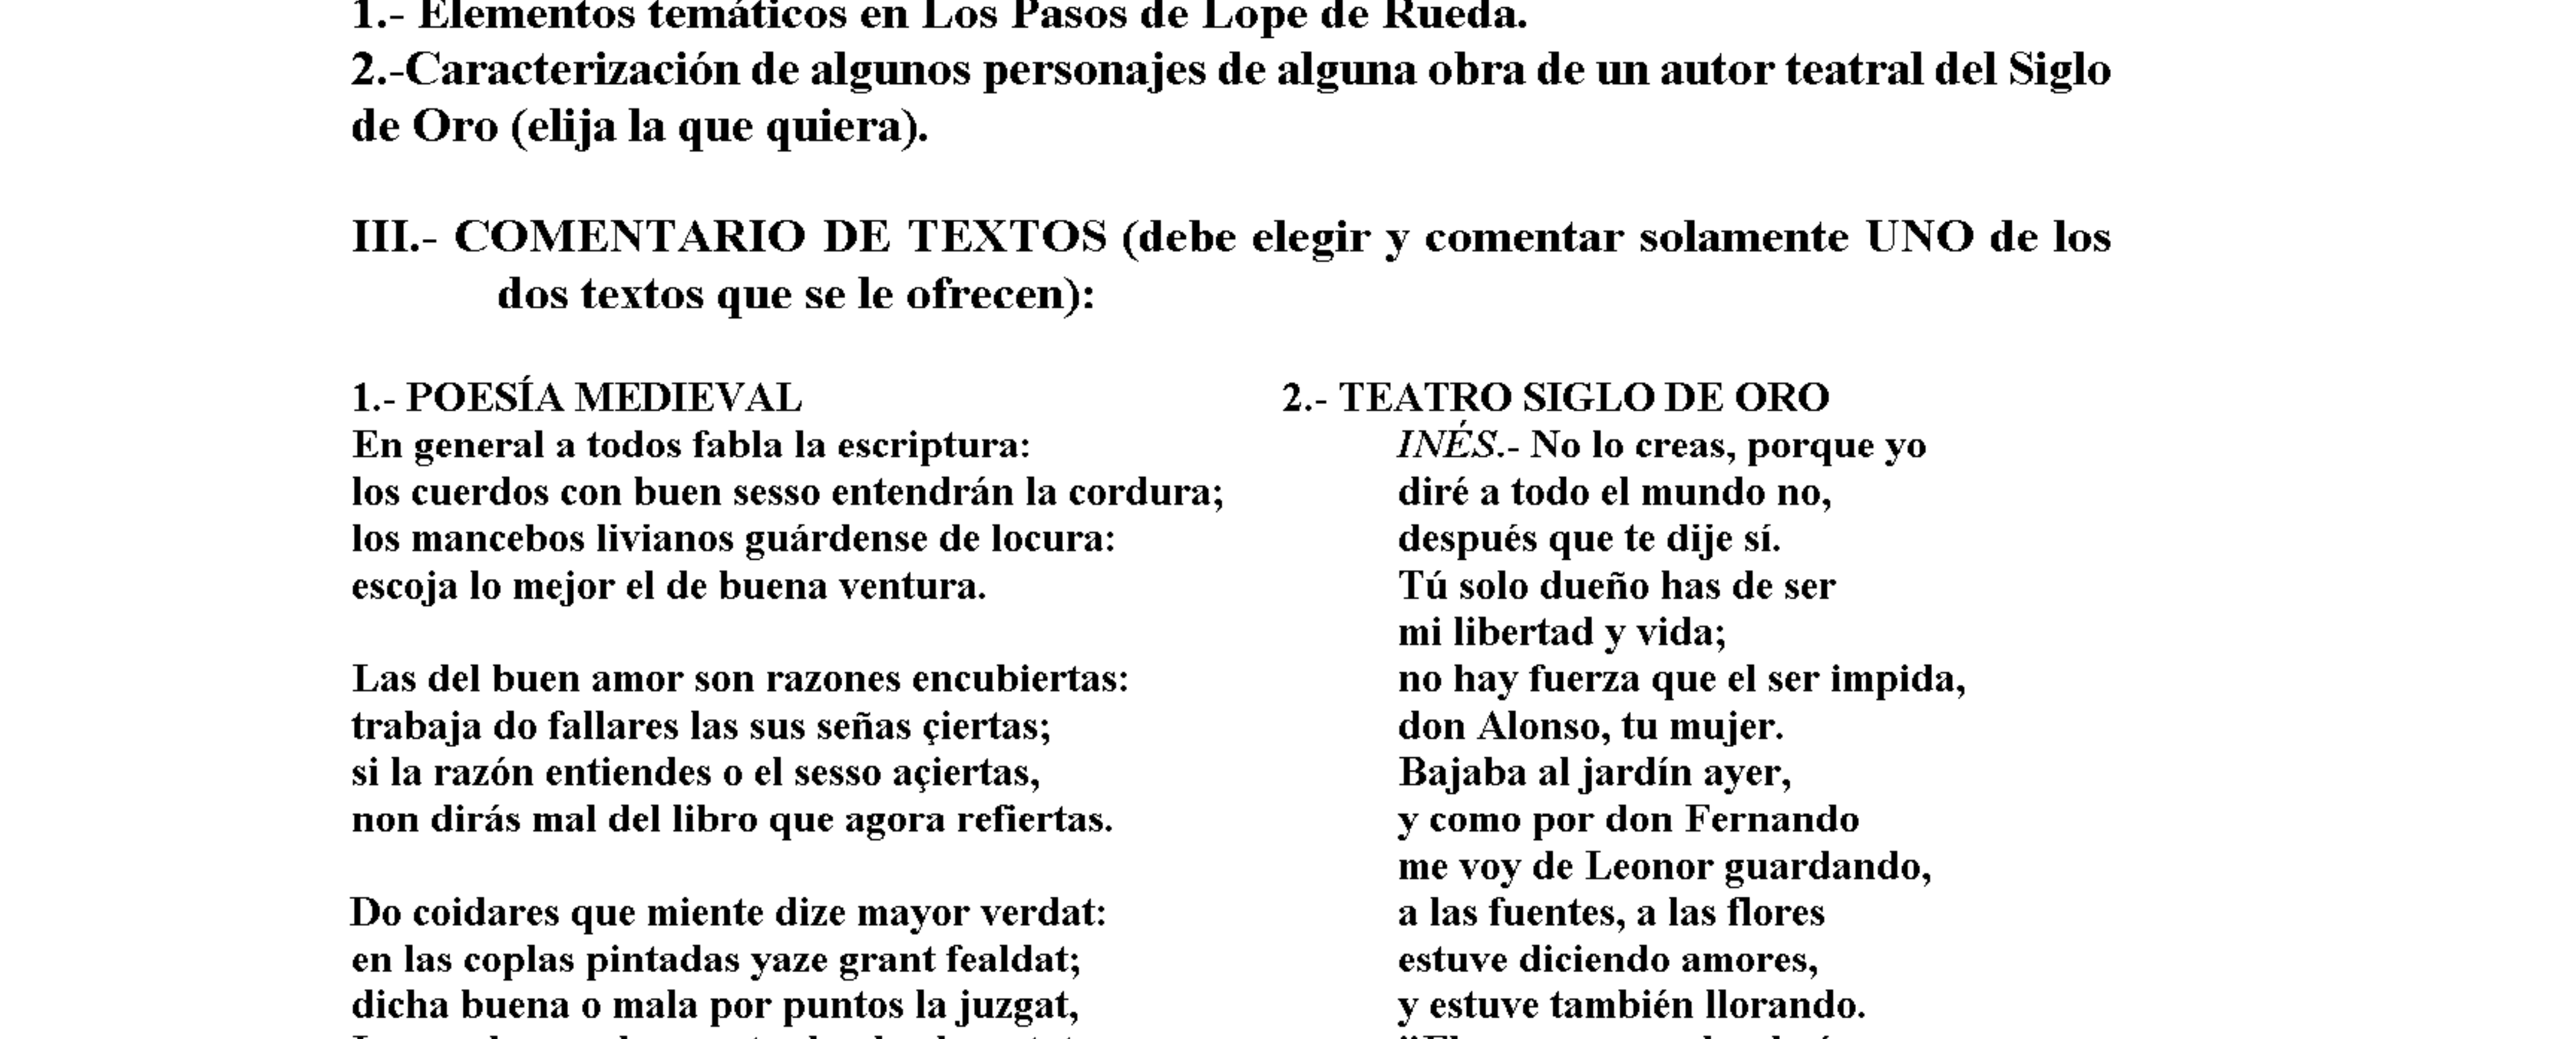 1.- Elementos temáticos en Los Pasos de Lope de Rueda.
2.-Caracterización de algunos personajes de alguna obra de un autor teatral del Siglo
de Oro (elija la que quiera).
III.- COMENTARIO DE TEXTOS (debe elegir y comentar solamente UNO de los
dos textos que se le ofrecen):
1.- POESÍA MEDIEVAL
En general a todos fabla la escriptura:
los cuerdos con buen sesso entendrán la cordura;
los mancebos livianos guárdense de locura:
escoja lo mejor el de buena ventura.
Las del buen amor son razones encubiertas:
trabaja do fallares las sus señas çiertas;
si la razón entiendes o el sesso açiertas,
non dirás mal del libro que agora refiertas.
Do coidares que miente dize mayor verdat:
en las coplas pintadas yaze grant fealdat;
dicha buena o mala por puntos la juzgat,
2.- TEATRO SIGLO DE ORO
INÉS.- No lo creas, porque yo
diré a todo el mundo no,
después que te dije sí.
Tú solo dueño has de ser
mi libertad y vida;
no hay fuerza que el ser impida,
don Alonso, tu mujer.
Bajaba al jardín ayer,
y como por don Fernando
me voy de Leonor guardando,
a las fuentes, a las flores
estuve diciendo amores,
y estuve también llorando.